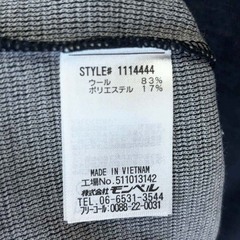 STYLE# 1114444
ウール 83%
ポリエステル 17%
MADE IN VIETNAM
工場No.511013142
株式会社モンベル
TEL.06-6531-3544
フリーコール:0088-22-0031